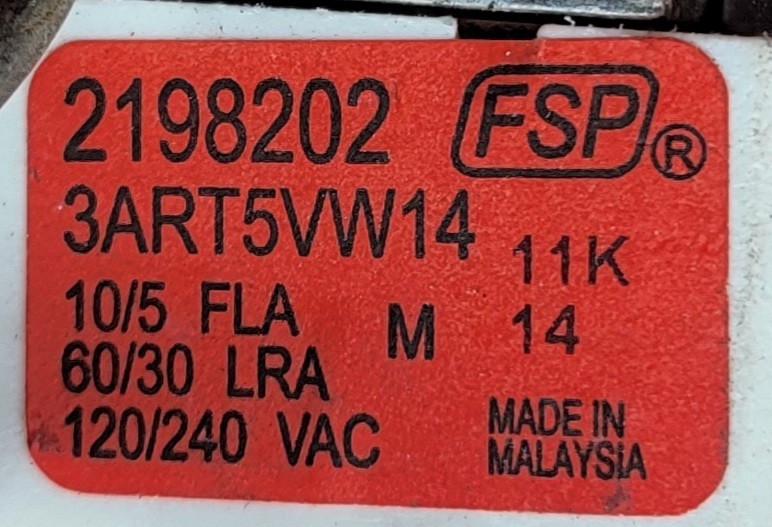 2198202 FSP®
3ART5VW14
11K
10/5 FLA M 14
60/30 LRA
120/240 VAC
MADE IN
MALAYSIA